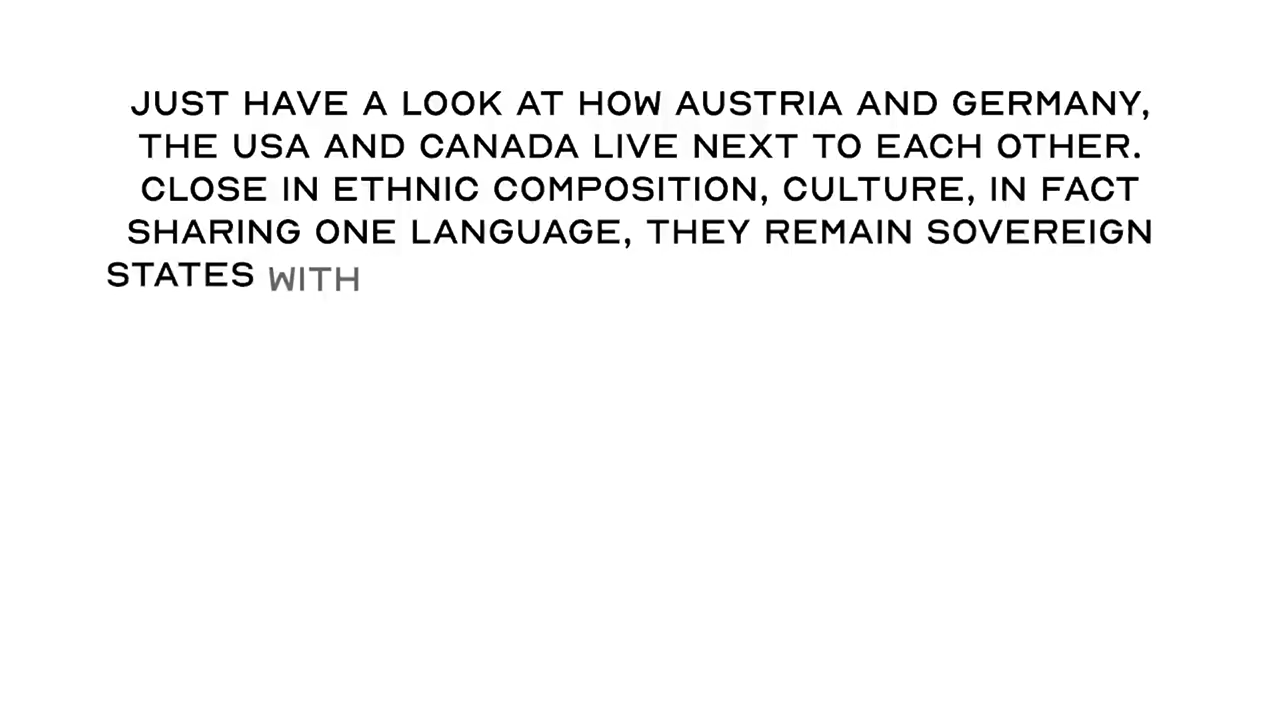 JUST HAVE A LOOK AT HOW AUSTRIA AND GERMANY,
THE USA AND CANADA LIVE NEXT TO EACH OTHER.
CLOSE IN ETHNIC COMPOSITION, CULTURE, IN FACT
SHARING ONE LANGUAGE, THEY REMAIN SOVEREIGN
STATES WITH